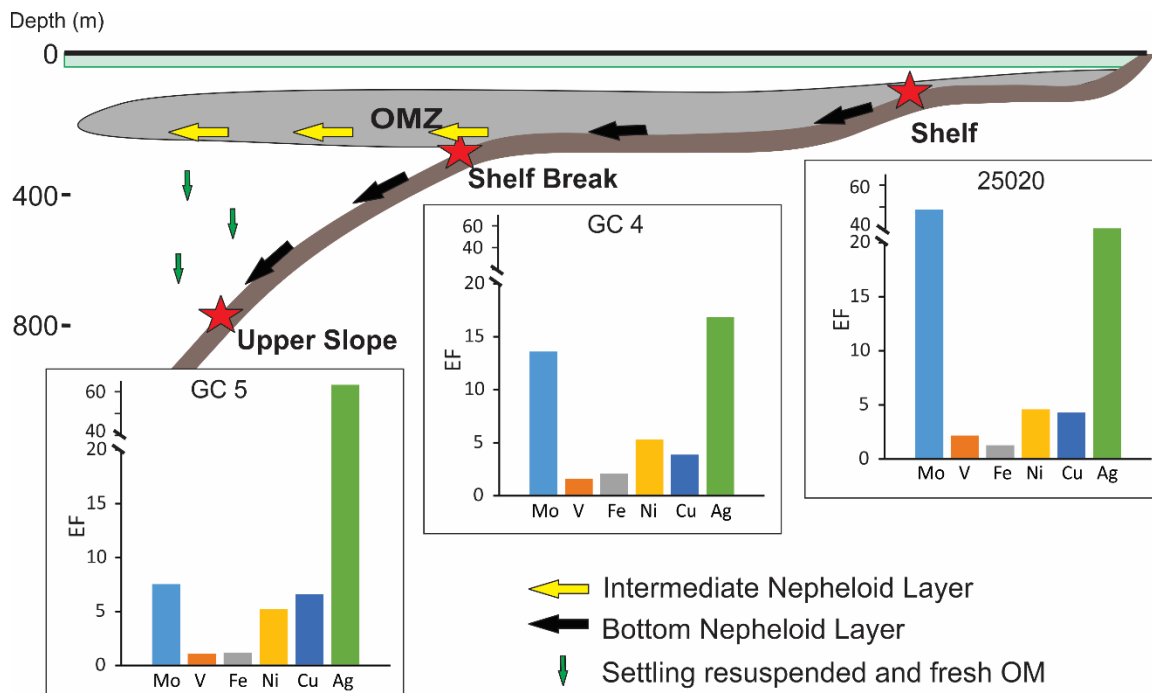 Depth (m)
0
400
800
OMZ
Shelf
Shelf Break
Upper Slope
25020
60
40
20
15
10
5
0
EF
Mo V Fe Ni Cu Ag
GC 4
60
40
20
15
10
5
0
EF
Mo V Fe Ni Cu Ag
GC 5
60
40
20
15
10
5
0
EF
Mo V Fe Ni Cu Ag
Intermediate Nepheloid Layer
Bottom Nepheloid Layer
Settling resuspended and fresh OM